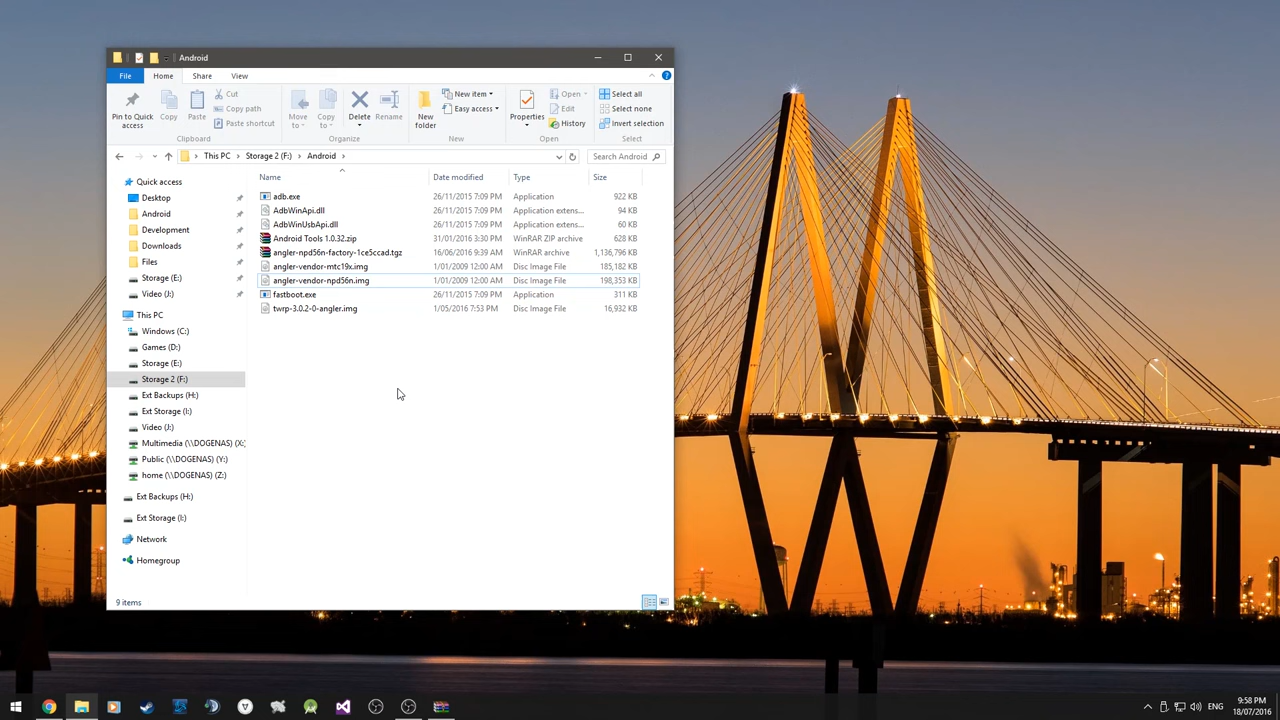 Android
File Home Share View
Pin to Quick access
Copy
Paste
Cut
Copy path
Paste shortcut
Clipboard
Move to
Copy to
Delete
Rename
Organize
New folder
New item
Easy access
New
Properties
Open
Edit
History
Open
Select all
Select none
Invert selection
Select
This PC Storage 2 (F:) Android
Search Android
Name Date modified Type Size
adb.exe 26/11/2015 7:09 PM Application 922 KB
AdbWinApi.dll 26/11/2015 7:09 PM Application extens... 94 KB
AdbWinUsbApi.dll 26/11/2015 7:09 PM Application extens... 60 KB
Android Tools 1.0.32.zip 31/01/2016 3:30 PM WinRAR ZIP archive 628 KB
angler-npd56n-factory-1ce5ccad.tgz 16/06/2016 9:39 AM WinRAR archive 1,136,796 KB
angler-vendor-mtc19x.img 1/01/2009 12:00 AM Disc Image File 185,182 KB
angler-vendor-npd56n.img 1/01/2009 12:00 AM Disc Image File 198,353 KB
fastboot.exe 26/11/2015 7:09 PM Application 311 KB
twrp-3.0.2-0-angler.img 1/05/2016 7:53 PM Disc Image File 16,932 KB
Quick access
Desktop
Android
Development
Downloads
Files
Storage (E:)
Video (J:)
This PC
Windows (C:)
Games (D:)
Storage (E:)
Storage 2 (F:)
Ext Backups (H:)
Ext Storage (I:)
Video (J:)
Multimedia (\\DOGENAS) (X:)
Public (\\DOGENAS) (Y:)
home (\\DOGENAS) (Z:)
Ext Backups (H:)
Ext Storage (I:)
Network
Homegroup
9 items
ENG
9:58 PM
18/07/2016